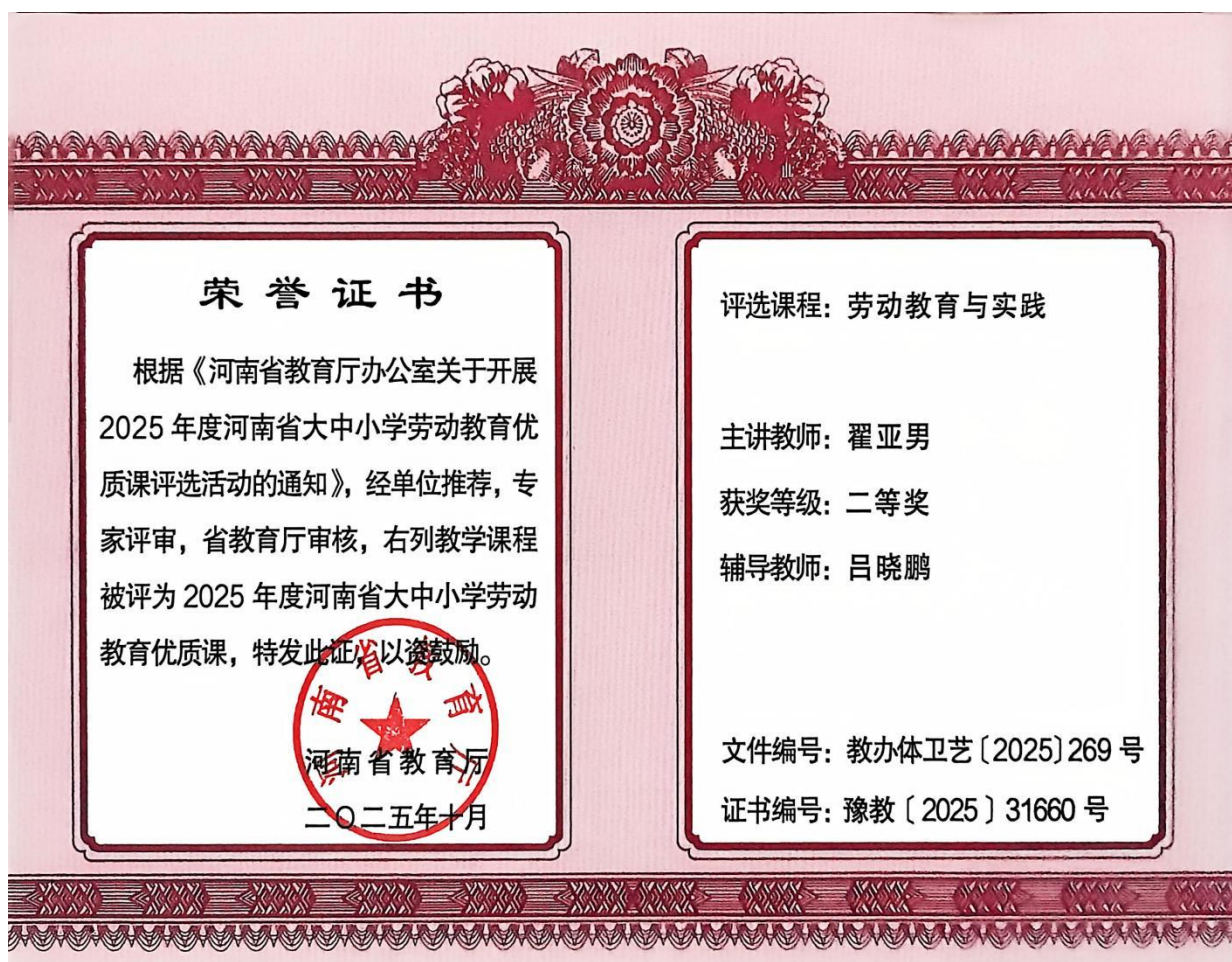 荣誉证书
根据《河南省教育厅办公室关于开展
2025 年度河南省大中小学劳动教育优
质课评选活动的通知》，经单位推荐，专
家评审，省教育厅审核，右列教学课程
被评为 2025 年度河南省大中小学劳动
教育优质课，特发此证，以资鼓励。
河南省教育厅
河南省教育厅
二〇二五年十月
评选课程：劳动教育与实践
主讲教师：翟亚男
获奖等级：二等奖
辅导教师：吕晓鹏
文件编号：教办体卫艺〔2025〕269 号
证书编号：豫教〔2025〕31660 号